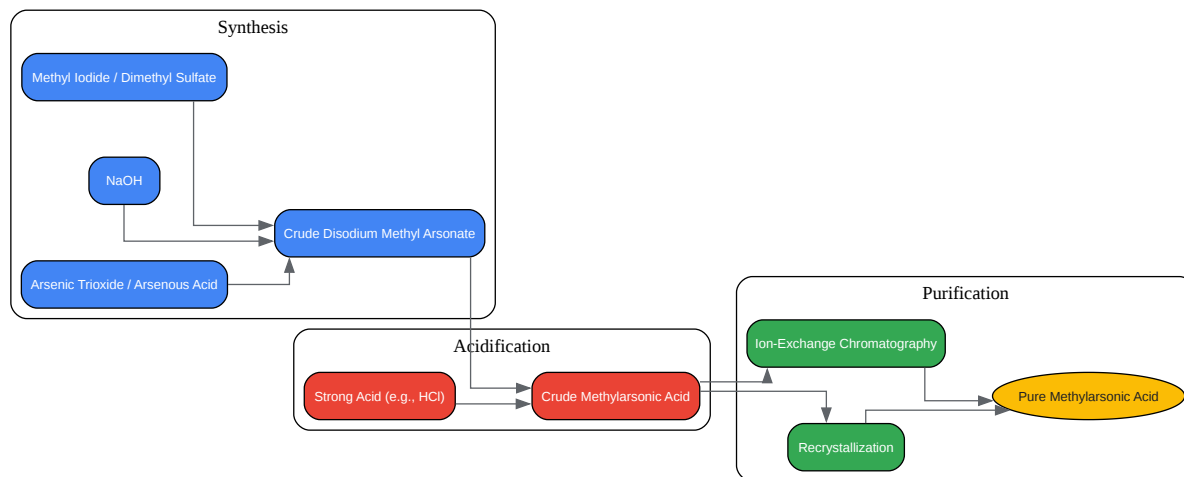 Synthesis
Methyl Iodide / Dimethyl Sulfate
NaOH
Crude Disodium Methyl Arsonate
Arsenic Trioxide / Arsenous Acid
Acidification
Strong Acid (e.g., HCl)
Crude Methylarsonic Acid
Purification
Ion-Exchange Chromatography
Pure Methylarsonic Acid
Recrystallization